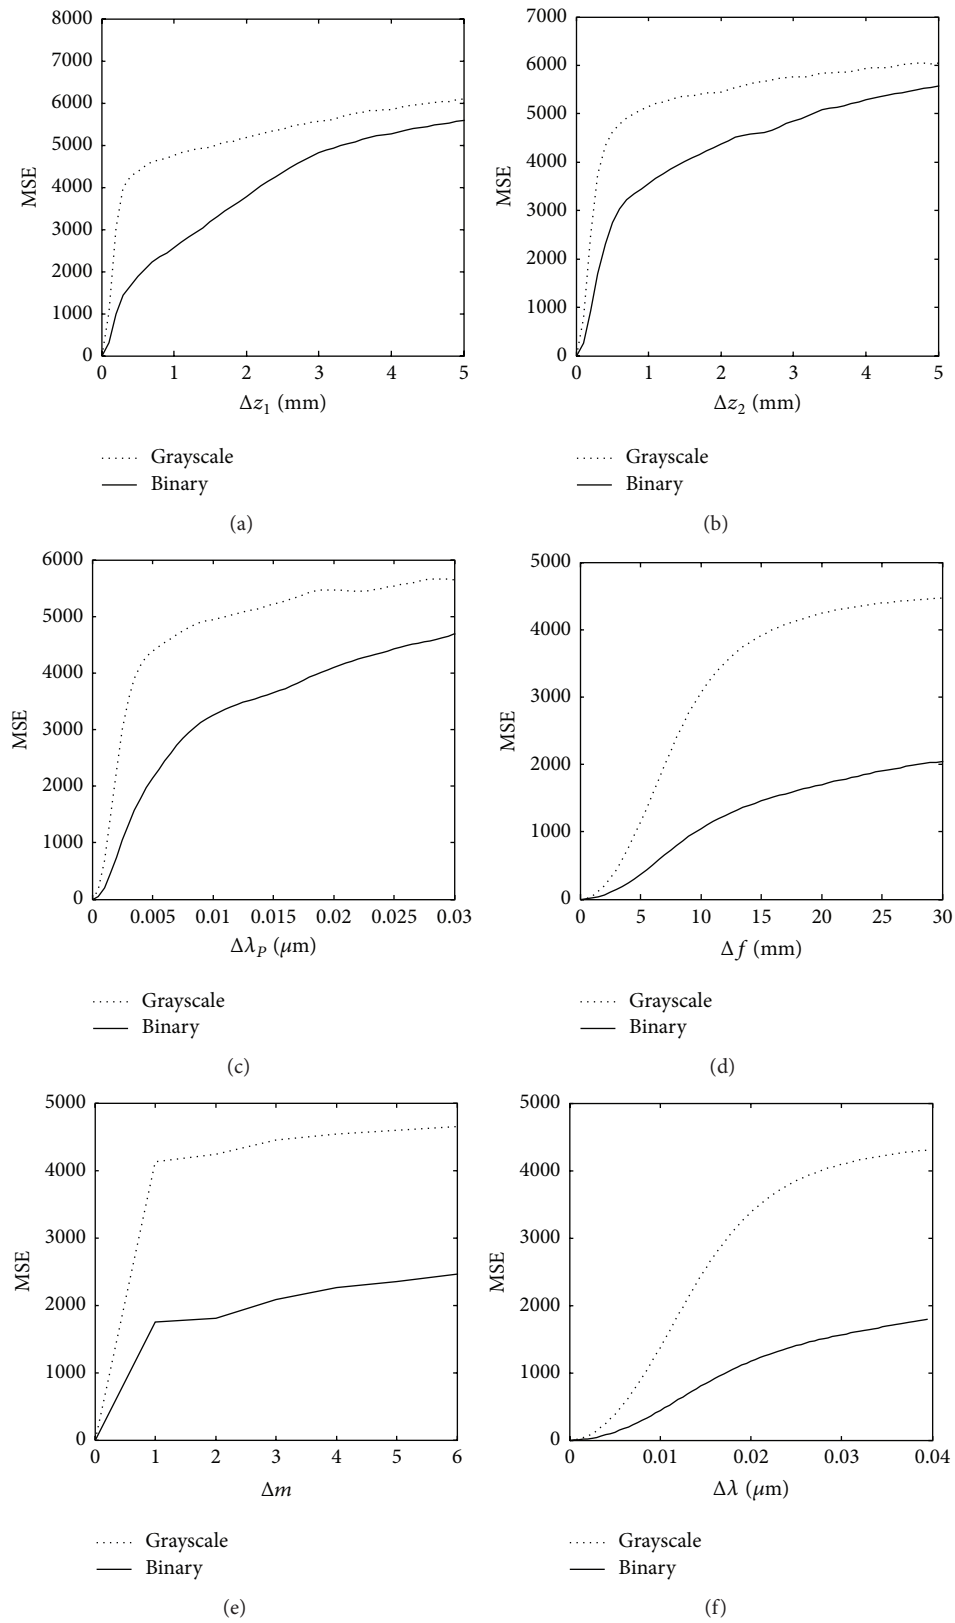 8000
7000
6000
5000
4000
3000
2000
1000
0
MSE
0 1 2 3 4 5
Δz₁ (mm)
Grayscale
Binary
(a)
7000
6000
5000
4000
3000
2000
1000
0
MSE
0 1 2 3 4 5
Δz₂ (mm)
Grayscale
Binary
(b)
6000
5000
4000
3000
2000
1000
0
MSE
0 0.005 0.01 0.015 0.02 0.025 0.03
Δλ_P (μm)
Grayscale
Binary
(c)
5000
4000
3000
2000
1000
0
MSE
0 5 10 15 20 25 30
Δf (mm)
Grayscale
Binary
(d)
5000
4000
3000
2000
1000
0
MSE
0 1 2 3 4 5 6
Δm
Grayscale
Binary
(e)
5000
4000
3000
2000
1000
0
MSE
0 0.01 0.02 0.03 0.04
Δλ (μm)
Grayscale
Binary
(f)